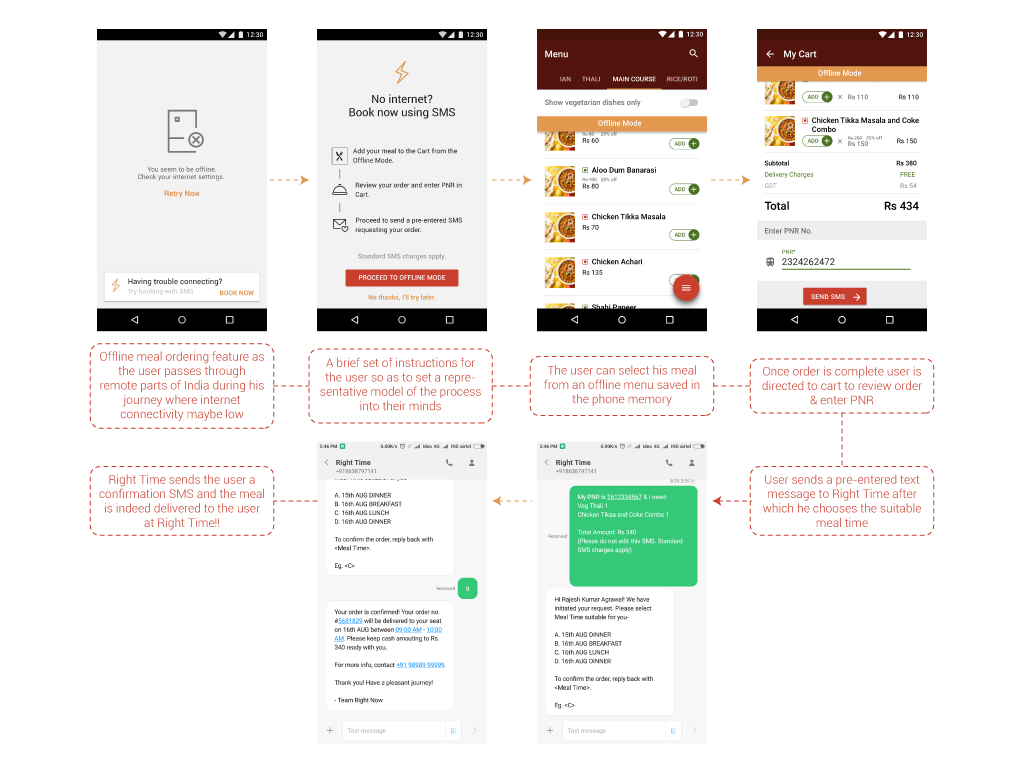 12:30
You seem to be offline.
Check your internet settings.
Retry Now
Having trouble connecting?
Try booking with SMS
BOOK NOW
12:30
No internet?
Book now using SMS
Add your meal to the Cart from the
Offline Mode.
Review your order and enter PNR in
Cart.
Proceed to send a pre-entered SMS
requesting your order.
Standard SMS charges apply.
PROCEED TO OFFLINE MODE
No thanks, I'll try later.
12:30
Menu
IAN THALI MAIN COURSE RICE/ROTI
Show vegetarian dishes only
Offline Mode
Rs 80 25% off
Rs 60
ADD +
Aloo Dum Banarasi
Rs 100 20% off
Rs 80
ADD +
Chicken Tikka Masala
Rs 70
ADD +
Chicken Achari
Rs 135
Shahi Paneer
12:30
My Cart
Offline Mode
ADD + × Rs 110 Rs 110
Chicken Tikka Masala and Coke
Combo
Rs 200 25% off
ADD + × Rs 150 Rs 150
Subtotal Rs 380
Delivery Charges FREE
GST Rs 54
Total Rs 434
Enter PNR No.
PNR*
2324262472
SEND SMS
Offline meal ordering feature as
the user passes through
remote parts of India during his
journey where internet
connectivity maybe low
A brief set of instructions for
the user so as to set a repre-
sentative model of the process
into their minds
The user can select his meal
from an offline menu saved in
the phone memory
Once order is complete user is
directed to cart to review order
& enter PNR
User sends a pre-entered text
message to Right Time after
which he chooses the suitable
meal time
5:46 PM 0.00K/s Idea 4G IND airtel
Right Time
+918638797141
My PNR is 2612334567 & I need:
Veg Thali 1
Chicken Tikaa and Coke Combo 1
Total Amount: Rs 340
(Please do not edit this SMS. Standard
SMS charges apply)
Received
Hi Rajesh Kumar Agrawal! We have
initiated your request. Please select
Meal Time suitable for you-
A. 15th AUG DINNER
B. 16th AUG BREAKFAST
C. 16th AUG LUNCH
D. 16th AUG DINNER
To confirm the order, reply back with
<Meal Time>.
Eg. <C>
Text message
5:46 PM 0.00K/s Idea 4G IND airtel
Right Time
+918638797141
A. 15th AUG DINNER
B. 16th AUG BREAKFAST
C. 16th AUG LUNCH
D. 16th AUG DINNER
To confirm the order, reply back with
<Meal Time>.
Eg. <C>
Received
B
Your order is confirmed! Your order no.
#5681829 will be delivered to your seat
on 16th AUG between 09:00 AM - 10:00
AM. Please keep cash amouting to Rs.
340 ready with you.
For more info, contact +91 98989 99999.
Thank you! Have a pleasant journey!
- Team Right Now
Text message
Right Time sends the user a
confirmation SMS and the meal
is indeed delivered to the user
at Right Time!!